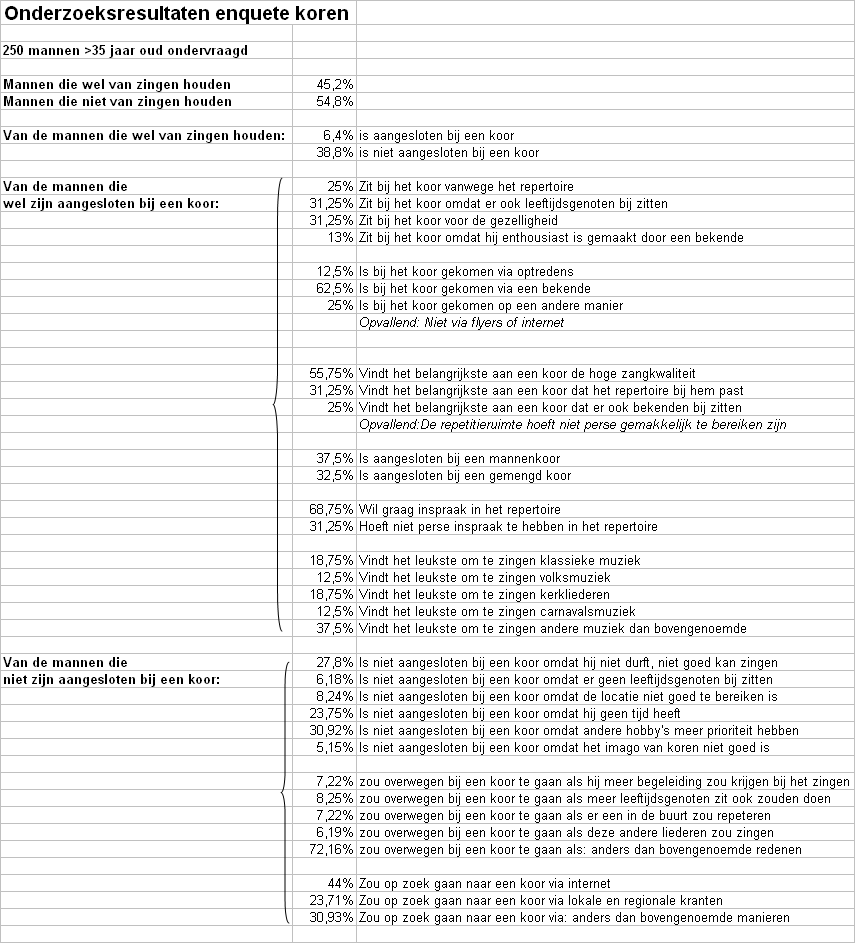 Onderzoeksresultaten enquete koren
250 mannen >35 jaar oud ondervraagd
Mannen die wel van zingen houden 45,2%
Mannen die niet van zingen houden 54,8%
Van de mannen die wel van zingen houden: 6,4% is aangesloten bij een koor
38,8% is niet aangesloten bij een koor
Van de mannen die 25% Zit bij het koor vanwege het repertoire
wel zijn aangesloten bij een koor: 31,25% Zit bij het koor omdat er ook leeftijdsgenoten bij zitten
31,25% Zit bij het koor voor de gezelligheid
13% Zit bij het koor omdat hij enthousiast is gemaakt door een bekende
12,5% Is bij het koor gekomen via optredens
62,5% Is bij het koor gekomen via een bekende
25% Is bij het koor gekomen op een andere manier
Opvallend: Niet via flyers of internet
55,75% Vindt het belangrijkste aan een koor de hoge zangkwaliteit
31,25% Vindt het belangrijkste aan een koor dat het repertoire bij hem past
25% Vindt het belangrijkste aan een koor dat er ook bekenden bij zitten
Opvallend:De repetitieruimte hoeft niet perse gemakkelijk te bereiken zijn
37,5% Is aangesloten bij een mannenkoor
32,5% Is aangesloten bij een gemengd koor
68,75% Wil graag inspraak in het repertoire
31,25% Hoeft niet perse inspraak te hebben in het repertoire
18,75% Vindt het leukste om te zingen klassieke muziek
12,5% Vindt het leukste om te zingen volksmuziek
18,75% Vindt het leukste om te zingen kerkliederen
12,5% Vindt het leukste om te zingen carnavalsmuziek
37,5% Vindt het leukste om te zingen andere muziek dan bovengenoemde
Van de mannen die 27,8% Is niet aangesloten bij een koor omdat hij niet durft, niet goed kan zingen
niet zijn aangesloten bij een koor: 6,18% Is niet aangesloten bij een koor omdat er geen leeftijdsgenoten bij zitten
8,24% Is niet aangesloten bij een koor omdat de locatie niet goed te bereiken is
23,75% Is niet aangesloten bij een koor omdat hij geen tijd heeft
30,92% Is niet aangesloten bij een koor omdat andere hobby's meer prioriteit hebben
5,15% Is niet aangesloten bij een koor omdat het imago van koren niet goed is
7,22% zou overwegen bij een koor te gaan als hij meer begeleiding zou krijgen bij het zingen
8,25% zou overwegen bij een koor te gaan als meer leeftijdsgenoten zit ook zouden doen
7,22% zou overwegen bij een koor te gaan als er een in de buurt zou repeteren
6,19% zou overwegen bij een koor te gaan als deze andere liederen zou zingen
72,16% zou overwegen bij een koor te gaan als: anders dan bovengenoemde redenen
44% Zou op zoek gaan naar een koor via internet
23,71% Zou op zoek gaan naar een koor via lokale en regionale kranten
30,93% Zou op zoek gaan naar een koor via: anders dan bovengenoemde manieren